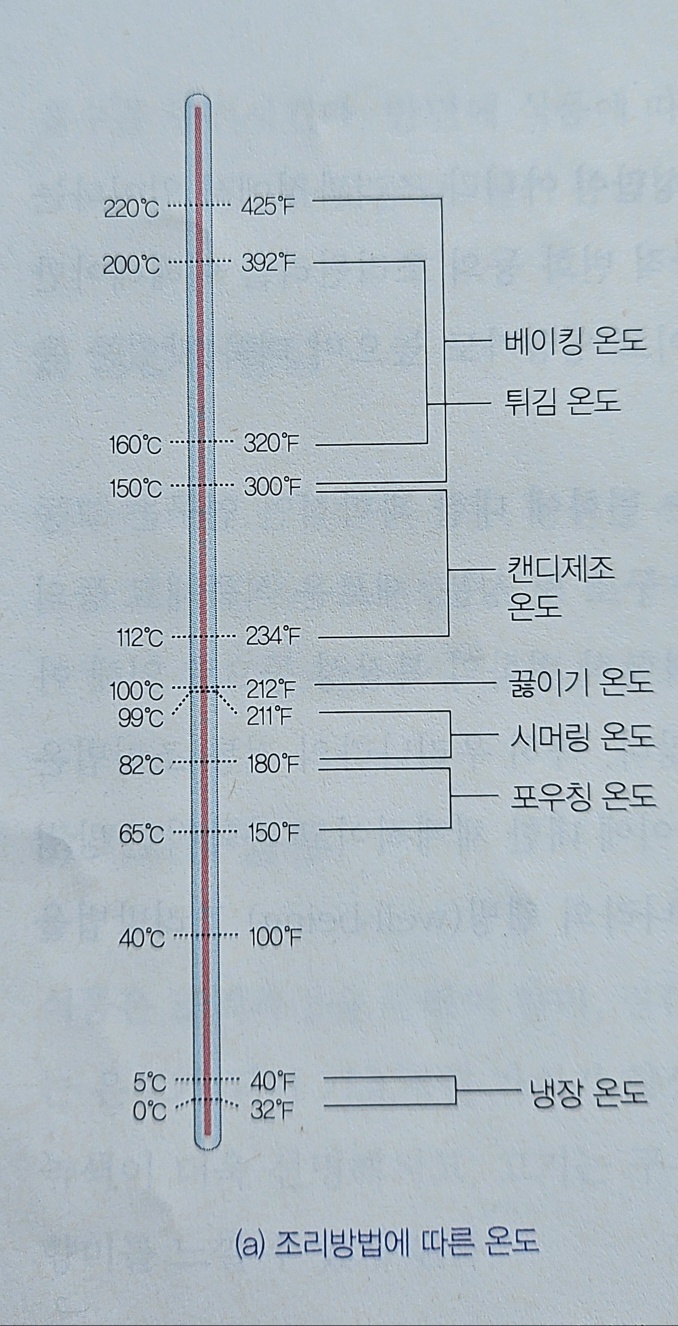 220℃ 425℉
200℃ 392℉
베이킹 온도
튀김 온도
160℃ 320℉
150℃ 300℉
캔디제조
온도
112℃ 234℉
100℃ 212℉ 끓이기 온도
99℃ 211℉
시머링 온도
82℃ 180℉
포우칭 온도
65℃ 150℉
40℃ 100℉
5℃ 40℉
냉장 온도
0℃ 32℉
(a) 조리방법에 따른 온도